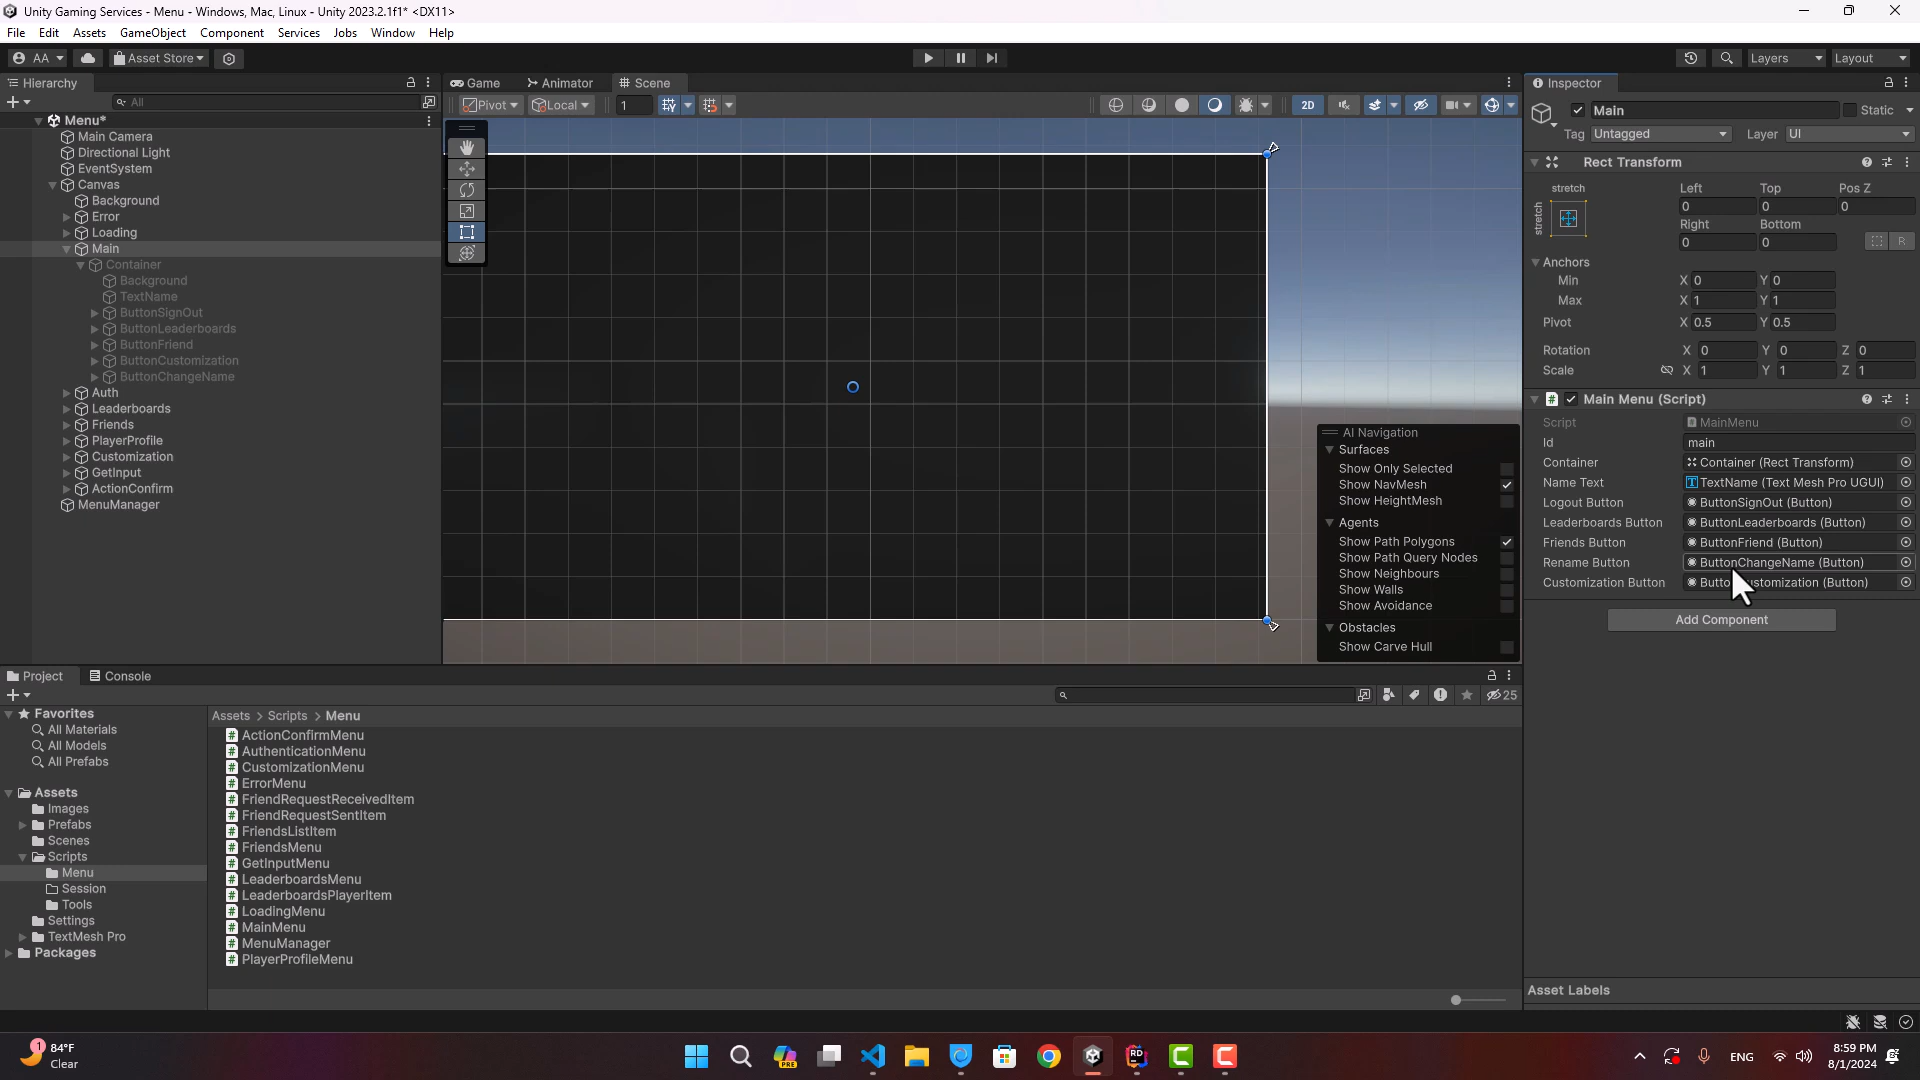 Unity Gaming Services - Menu - Windows, Mac, Linux - Unity 2023.2.1f1* <DX11>
File Edit Assets GameObject Component Services Jobs Window Help
AA Asset Store Layers Layout
Hierarchy
All
Menu*
Main Camera
Directional Light
EventSystem
Canvas
Background
Error
Loading
Main
Container
Background
TextName
ButtonSignOut
ButtonLeaderboards
ButtonFriend
ButtonCustomization
ButtonChangeName
Auth
Leaderboards
Friends
PlayerProfile
Customization
GetInput
ActionConfirm
MenuManager
Game Animator Scene
Pivot Local 1 2D
AI Navigation
Surfaces
Show Only Selected
Show NavMesh
Show HeightMesh
Agents
Show Path Polygons
Show Path Query Nodes
Show Neighbours
Show Walls
Show Avoidance
Obstacles
Show Carve Hull
Inspector
Main Static
Tag Untagged Layer UI
Rect Transform
stretch Left Top Pos Z
stretch 0 0 0
Right Bottom
0 0 R
Anchors
Min X 0 Y 0
Max X 1 Y 1
Pivot X 0.5 Y 0.5
Rotation X 0 Y 0 Z 0
Scale X 1 Y 1 Z 1
Main Menu (Script)
Script MainMenu
Id main
Container Container (Rect Transform)
Name Text TextName (Text Mesh Pro UGUI)
Logout Button ButtonSignOut (Button)
Leaderboards Button ButtonLeaderboards (Button)
Friends Button ButtonFriend (Button)
Rename Button ButtonChangeName (Button)
Customization Button (Button)
Add Component
Asset Labels
Project Console
25
Favorites
All Materials
All Models
All Prefabs
Assets
Images
Prefabs
Scenes
Scripts
Menu
Session
Tools
Settings
TextMesh Pro
Packages
Assets > Scripts > Menu
ActionConfirmMenu
AuthenticationMenu
CustomizationMenu
ErrorMenu
FriendRequestReceivedItem
FriendRequestSentItem
FriendsListItem
FriendsMenu
GetInputMenu
LeaderboardsMenu
LeaderboardsPlayerItem
LoadingMenu
MainMenu
MenuManager
PlayerProfileMenu
1
84°F
Clear
PRE
RD
ENG
8:59 PM
8/1/2024